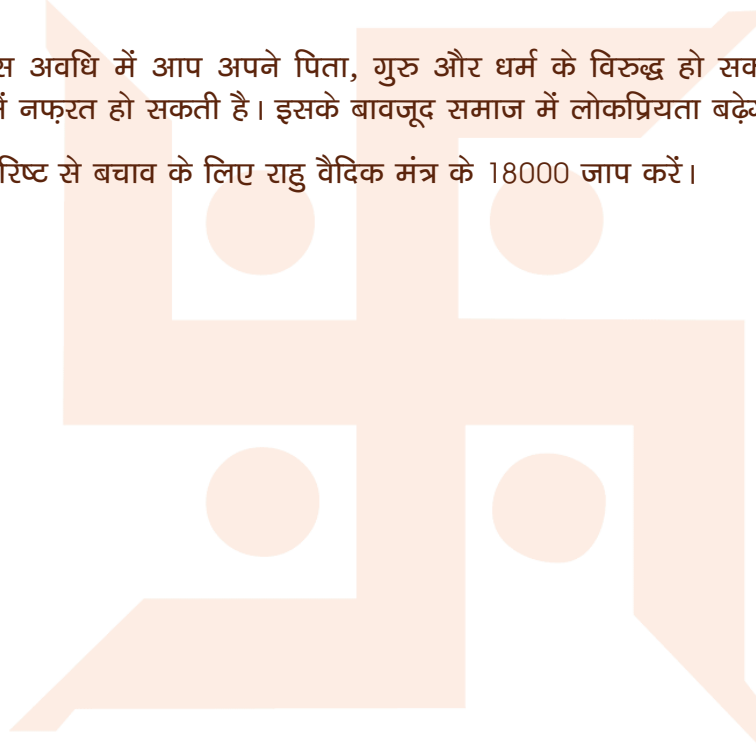 स अवधि में आप अपने पिता, गुरु और धर्म के विरुद्ध हो सक
नफ़रत हो सकती है। इसके बावजूद समाज में लोकप्रियता बढ़ेग
रिष्ट से बचाव के लिए राहु वैदिक मंत्र के 18000 जाप करें।